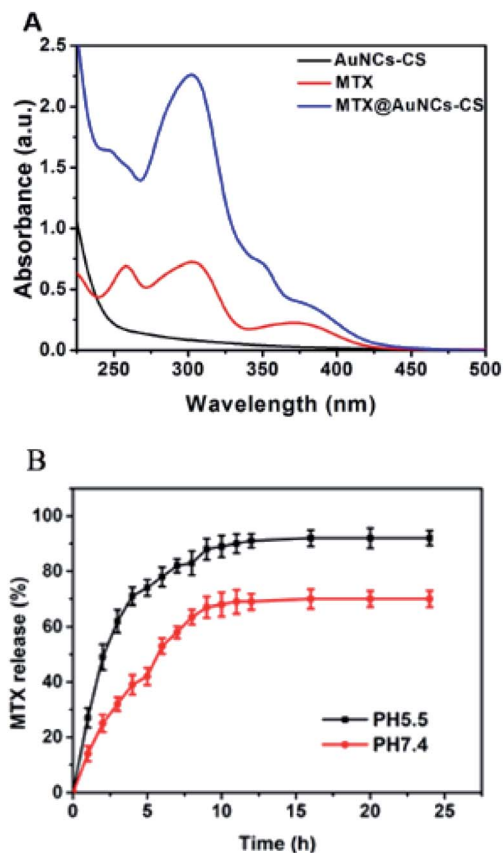 A
AuNCs-CS
MTX
MTX@AuNCs-CS
Absorbance (a.u.)
2.5
2.0
1.5
1.0
0.5
0.0
250 300 350 400 450 500
Wavelength (nm)
B
MTX release (%)
100
80
60
40
20
0
PH5.5
PH7.4
0 5 10 15 20 25
Time (h)